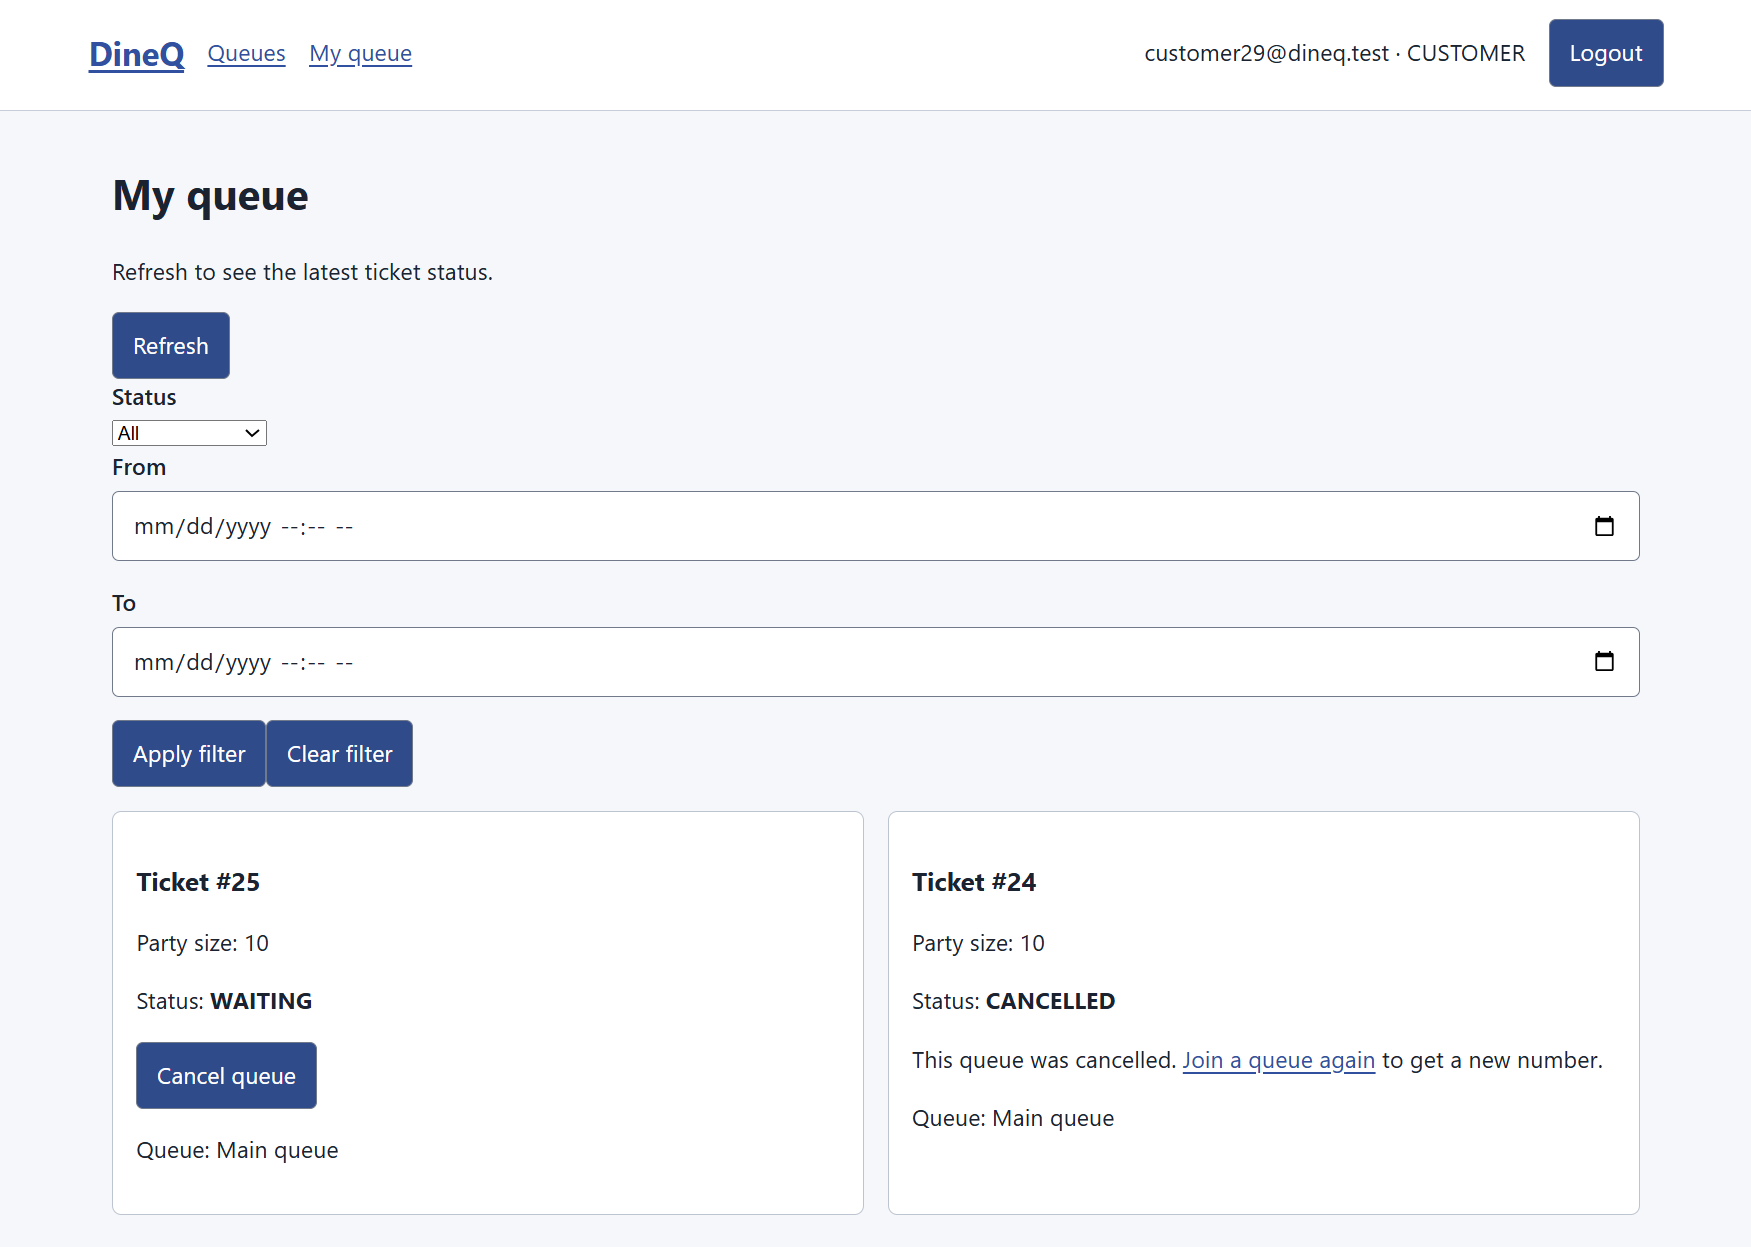 DineQ Queues My queue customer29@dineq.test · CUSTOMER Logout
My queue
Refresh to see the latest ticket status.
Refresh
Status
All
From
mm/dd/yyyy --:-- --
To
mm/dd/yyyy --:-- --
Apply filter Clear filter
Ticket #25
Party size: 10
Status: WAITING
Cancel queue
Queue: Main queue
Ticket #24
Party size: 10
Status: CANCELLED
This queue was cancelled. Join a queue again to get a new number.
Queue: Main queue